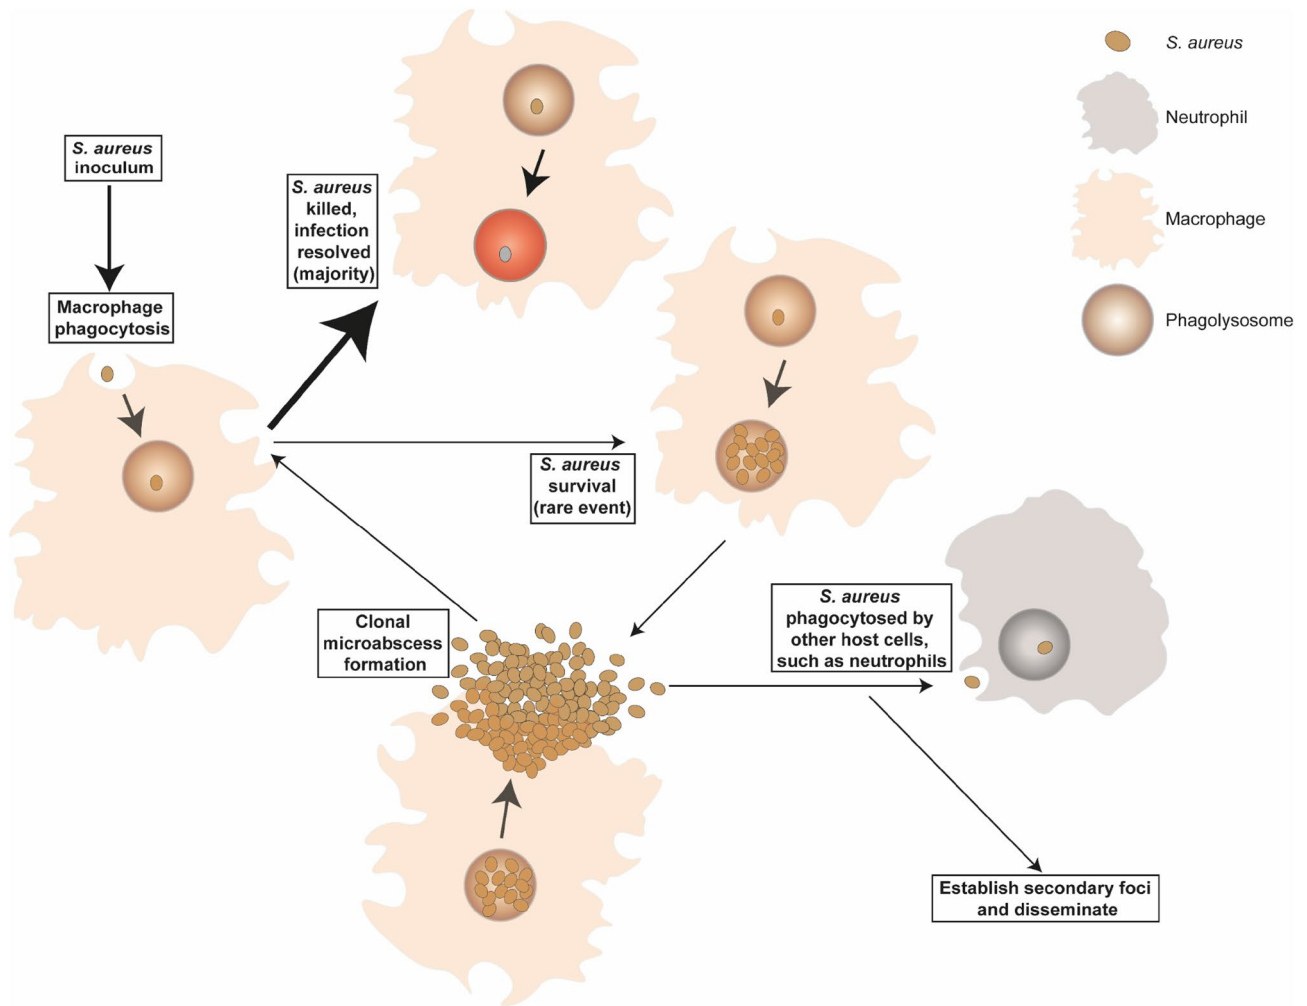 S. aureus
inoculum
Macrophage
phagocytosis
S. aureus
killed,
infection
resolved
(majority)
S. aureus
survival
(rare event)
Clonal
microabscess
formation
S. aureus
phagocytosed by
other host cells,
such as neutrophils
Establish secondary foci
and disseminate
S. aureus
Neutrophil
Macrophage
Phagolysosome